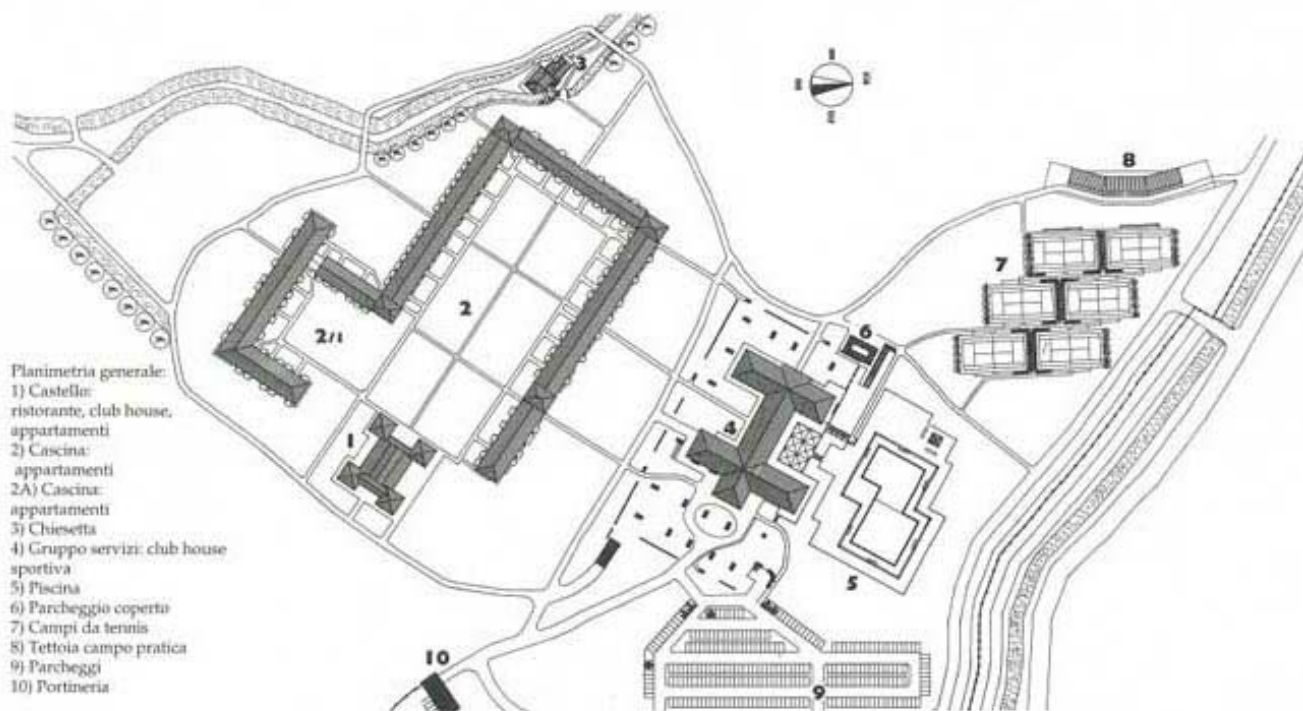 3
8
7
2
2/1
6
1
4
5
10
9
Planimetria generale:
1) Castello:
ristorante, club house,
appartamenti
2) Cascina:
appartamenti
2A) Cascina:
appartamenti
3) Chiesetta
4) Gruppo servizi: club house
sportiva
5) Piscina
6) Parcheggio coperto
7) Campi da tennis
8) Tettoia campo pratica
9) Parcheggi
10) Portineria